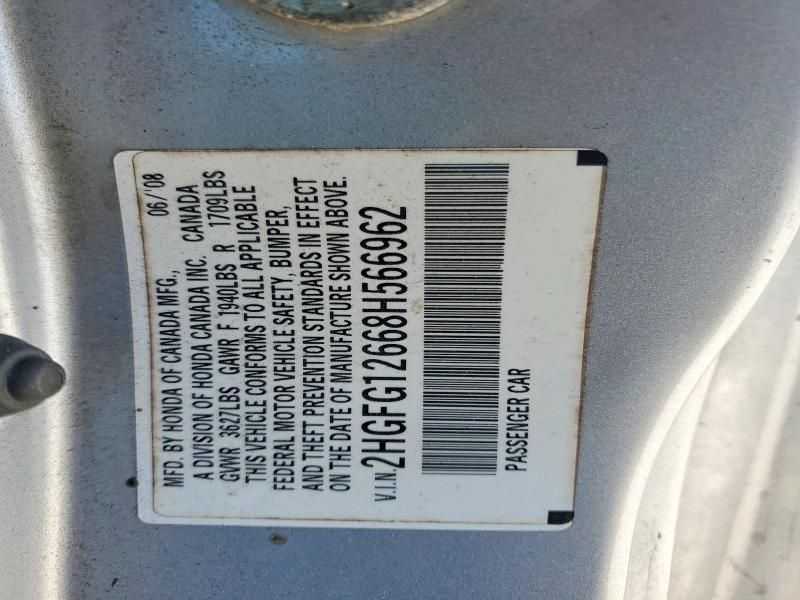 MFD. BY HONDA OF CANADA MFG., 06/'08
A DIVISION OF HONDA CANADA INC. CANADA
GVWR 3627LBS GAWR F 1940LBS R 1709LBS
THIS VEHICLE CONFORMS TO ALL APPLICABLE
FEDERAL MOTOR VEHICLE SAFETY, BUMPER,
AND THEFT PREVENTION STANDARDS IN EFFECT
ON THE DATE OF MANUFACTURE SHOWN ABOVE.
V.I.N. 2HGFG12668H566962
PASSENGER CAR